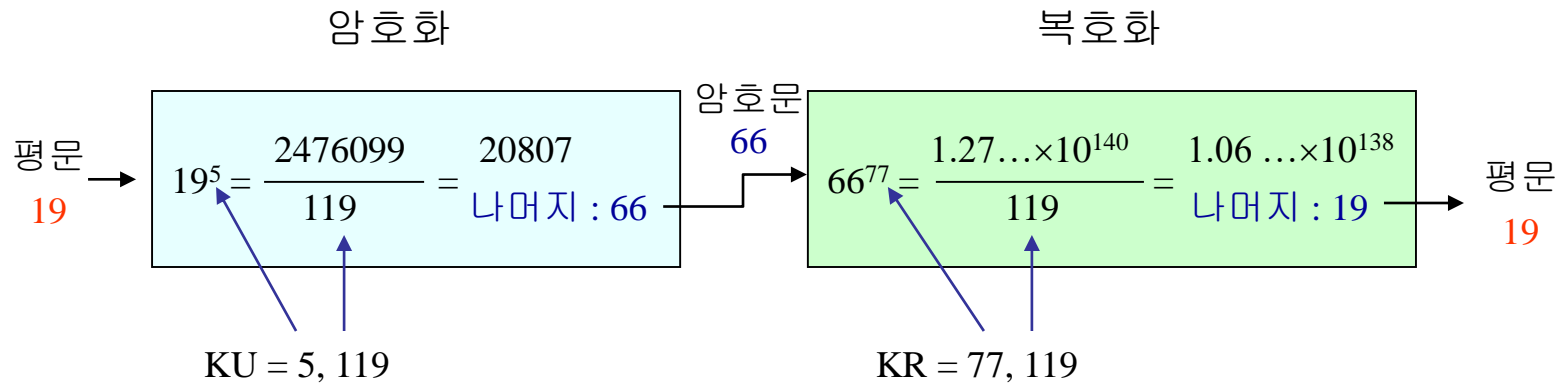 암호화
복호화
평문
19
19⁵ = 2476099 / 119 = 20807
나머지 : 66
암호문
66
66⁷⁷ = 1.27…×10¹⁴⁰ / 119 = 1.06 …×10¹³⁸
나머지 : 19
평문
19
KU = 5, 119
KR = 77, 119